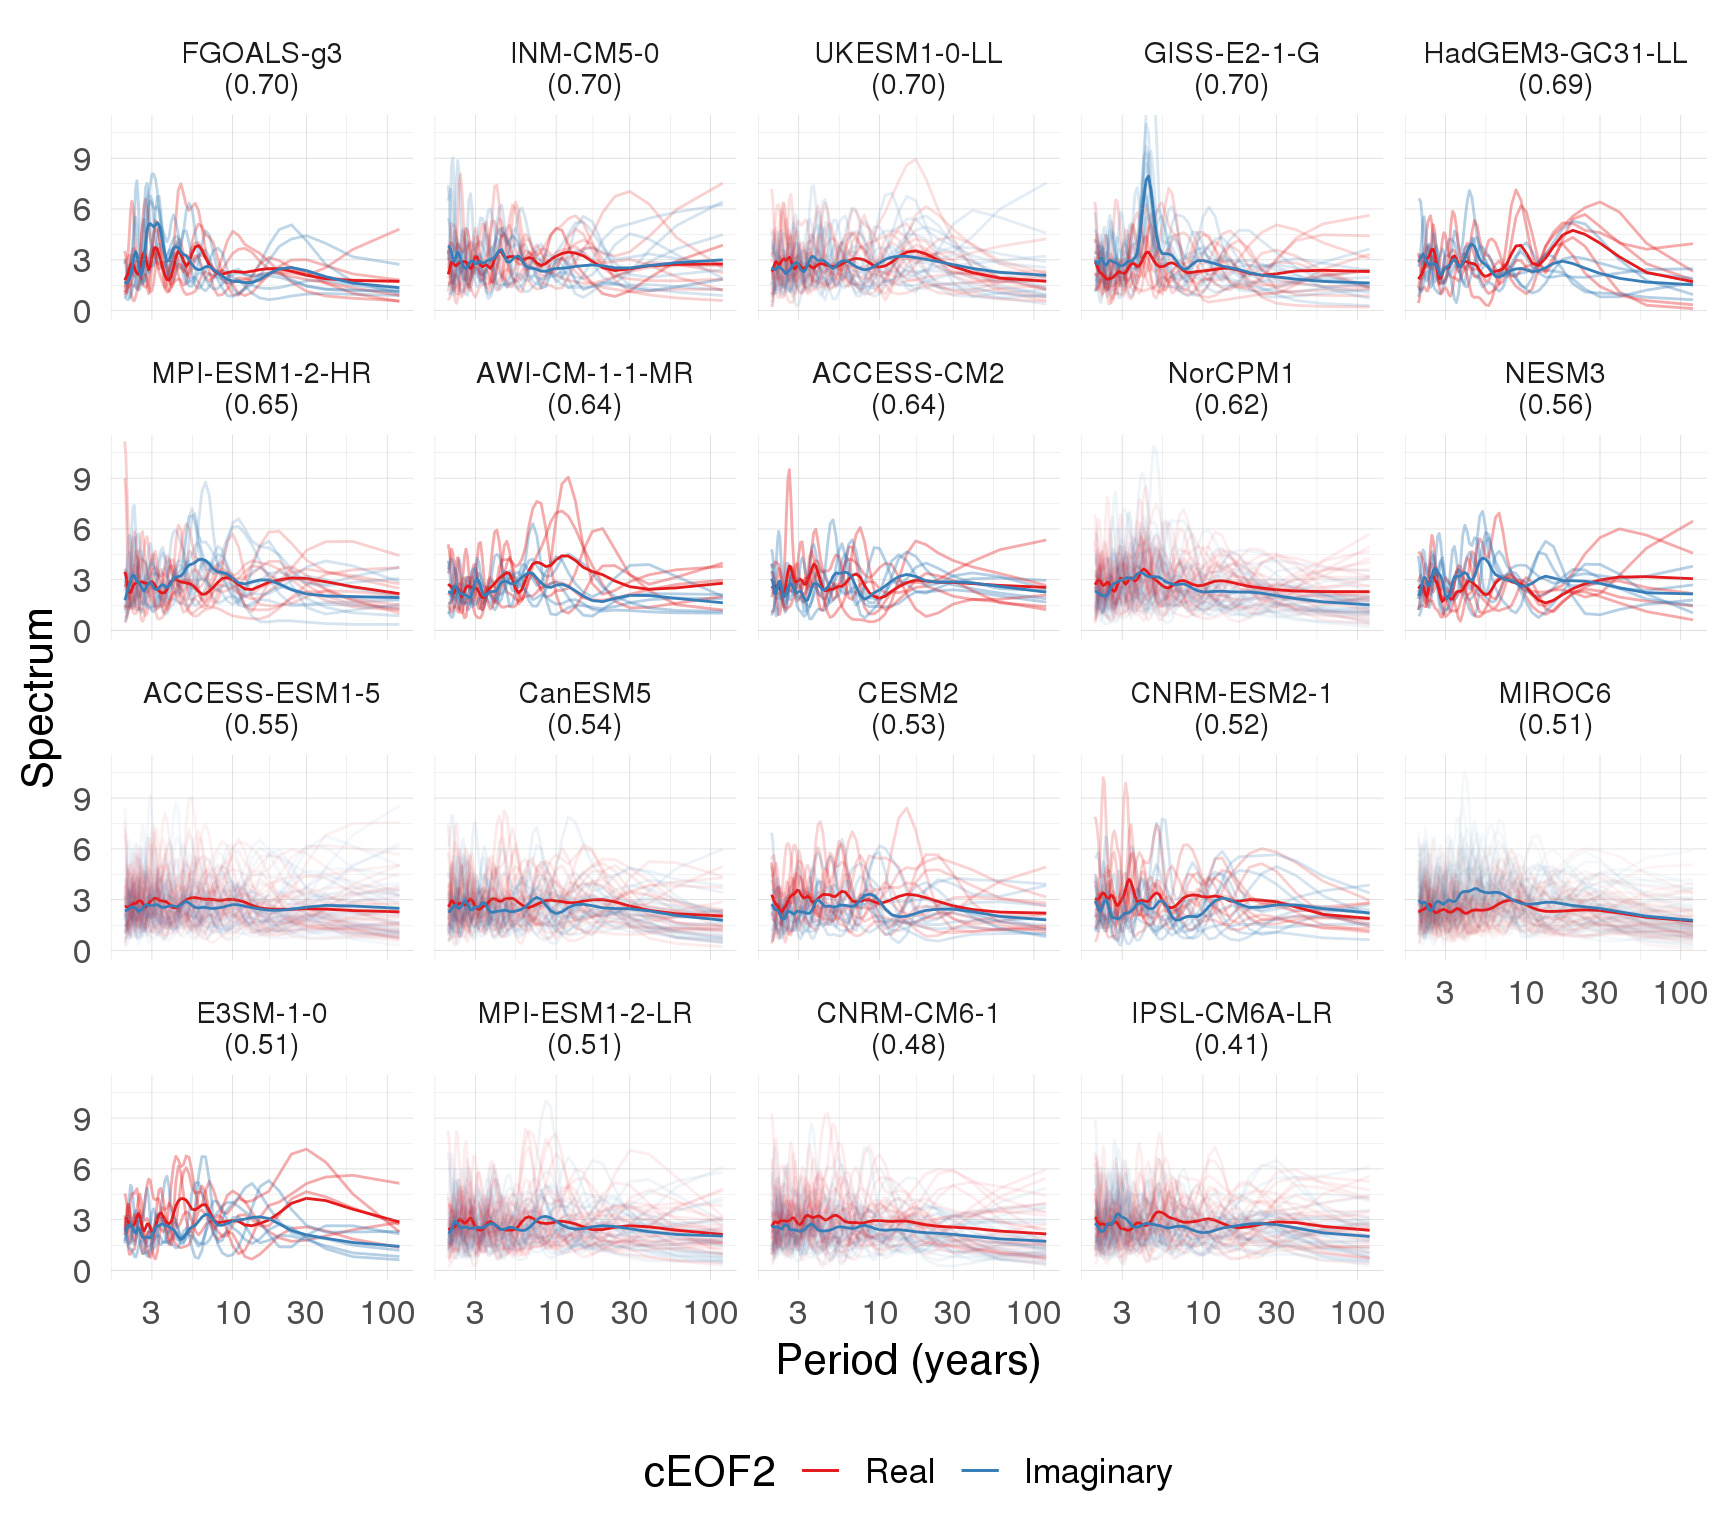 FGOALS-g3 INM-CM5-0 UKESM1-0-LL GISS-E2-1-G HadGEM3-GC31-LL
(0.70) (0.70) (0.70) (0.70) (0.69)
9
6
3
0
MPI-ESM1-2-HR AWI-CM-1-1-MR ACCESS-CM2 NorCPM1 NESM3
(0.65) (0.64) (0.64) (0.62) (0.56)
9
6
3
0
Spectrum
ACCESS-ESM1-5 CanESM5 CESM2 CNRM-ESM2-1 MIROC6
(0.55) (0.54) (0.53) (0.52) (0.51)
9
6
3
0
3 10 30 100
E3SM-1-0 MPI-ESM1-2-LR CNRM-CM6-1 IPSL-CM6A-LR
(0.51) (0.51) (0.48) (0.41)
9
6
3
0
3 10 30 100 3 10 30 100 3 10 30 100 3 10 30 100
Period (years)
cEOF2 Real Imaginary